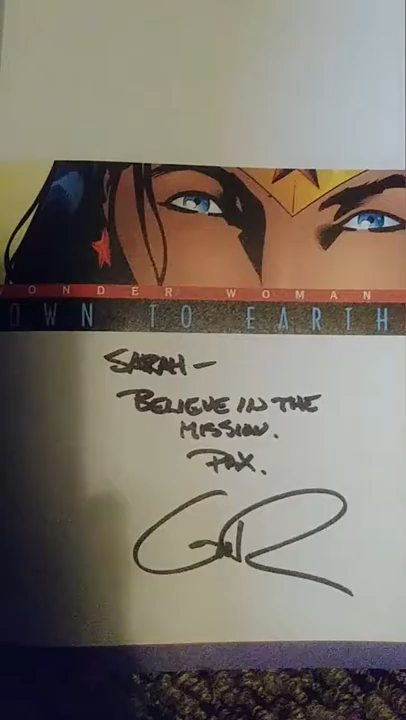 ONDER WOMAN
OWN TO EARTH
SARAH —
BELIEVE IN THE
MISSION.
PAX.